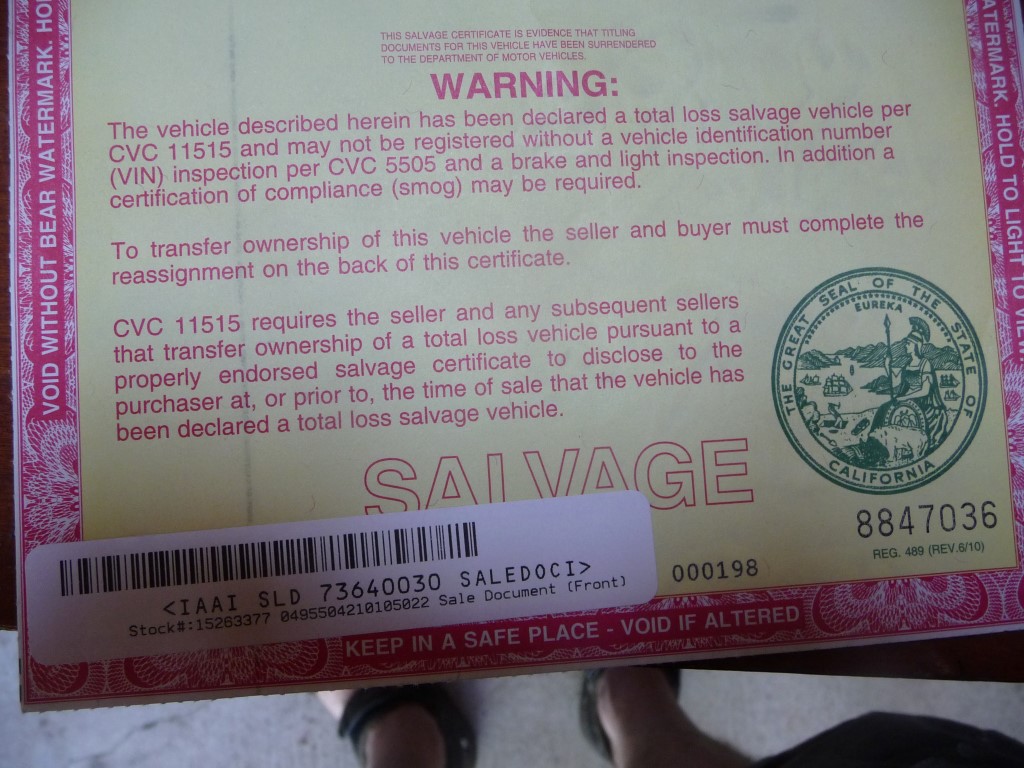 THIS SALVAGE CERTIFICATE IS EVIDENCE THAT TITLING
DOCUMENTS FOR THIS VEHICLE HAVE BEEN SURRENDERED
TO THE DEPARTMENT OF MOTOR VEHICLES.
WARNING:
The vehicle described herein has been declared a total loss salvage vehicle per
CVC 11515 and may not be registered without a vehicle identification number
(VIN) inspection per CVC 5505 and a brake and light inspection. In addition a
certification of compliance (smog) may be required.
To transfer ownership of this vehicle the seller and buyer must complete the
reassignment on the back of this certificate.
CVC 11515 requires the seller and any subsequent sellers
that transfer ownership of a total loss vehicle pursuant to a
properly endorsed salvage certificate to disclose to the
purchaser at, or prior to, the time of sale that the vehicle has
been declared a total loss salvage vehicle.
THE GREAT SEAL OF THE STATE OF CALIFORNIA
EUREKA
SALVAGE
8847036
REG. 489 (REV.6/10)
000198
<IAAI SLD 73640030 SALEDOCI>
Stock#:15263377 0495504210105022 Sale Document (Front)
KEEP IN A SAFE PLACE - VOID IF ALTERED
VOID WITHOUT BEAR WATERMARK. HO
ATERMARK. HOLD TO LIGHT TO VIEW.